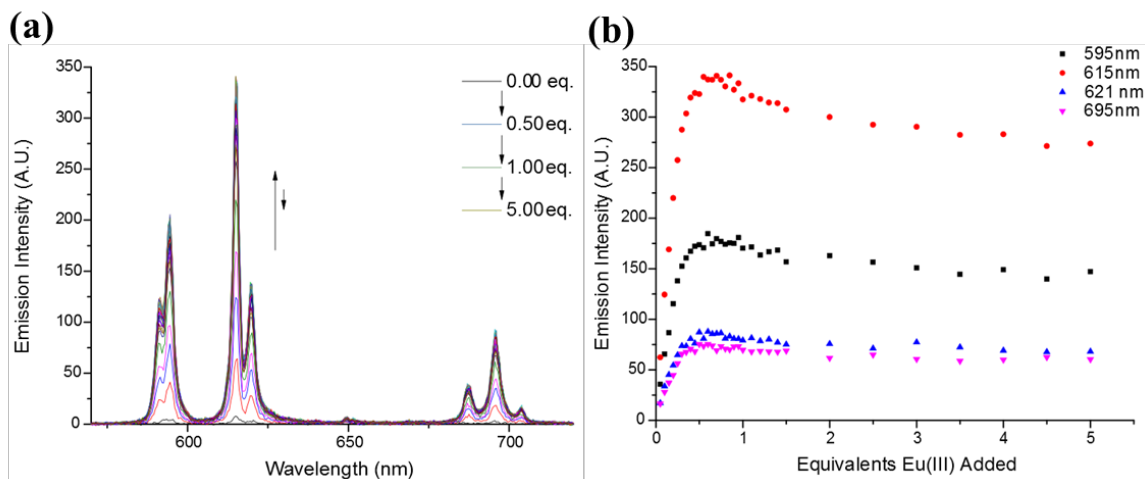 (a)
350
300
250
200
150
100
50
0
Emission Intensity (A.U.)
600
650
700
Wavelength (nm)
0.00 eq.
0.50 eq.
1.00 eq.
5.00 eq.
(b)
350
300
250
200
150
100
50
0
Emission Intensity (A.U.)
0
1
2
3
4
5
Equivalents Eu(III) Added
595nm
615nm
621 nm
695nm